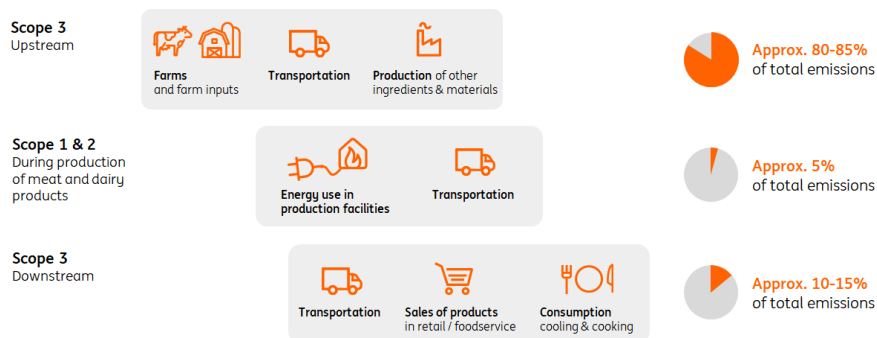 Scope 3
Upstream
Farms
and farm inputs
Transportation
Production of other
ingredients & materials
Approx. 80-85%
of total emissions
Scope 1 & 2
During production
of meat and dairy
products
Energy use in
production facilities
Transportation
Approx. 5%
of total emissions
Scope 3
Downstream
Transportation
Sales of products
in retail / foodservice
Consumption
cooling & cooking
Approx. 10-15%
of total emissions